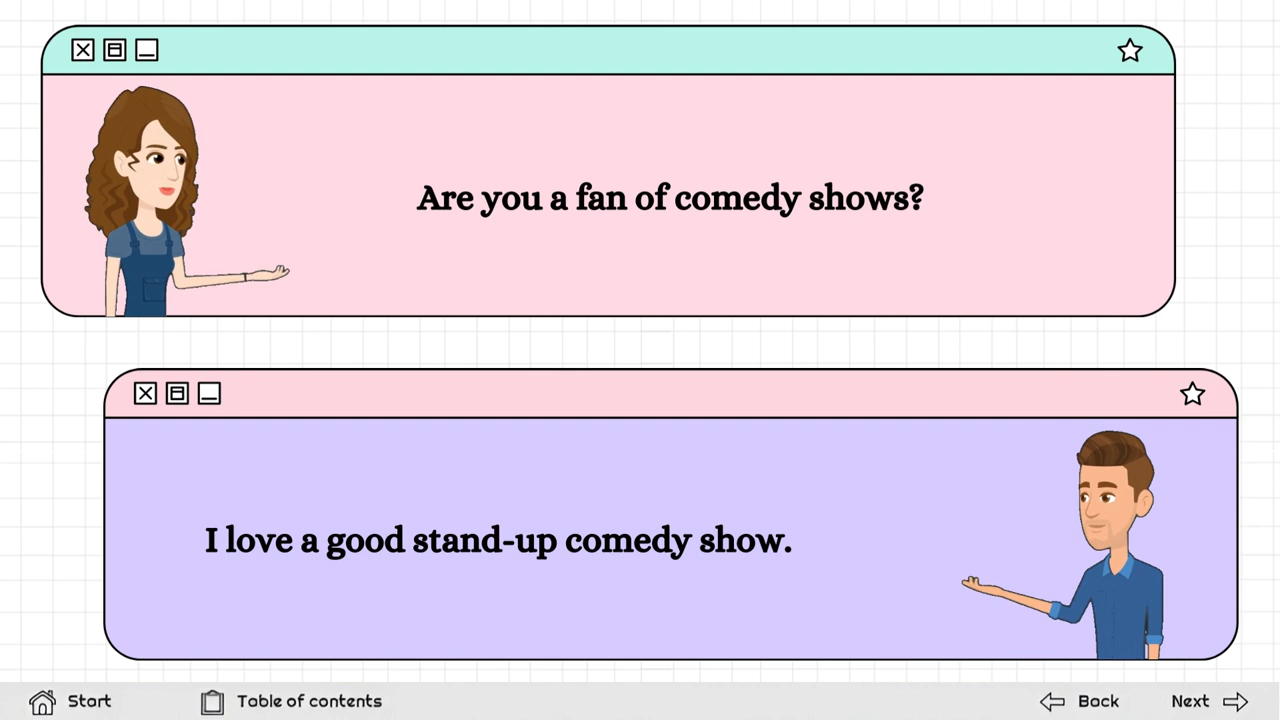 Are you a fan of comedy shows?
I love a good stand-up comedy show.
Start
Table of contents
Back
Next